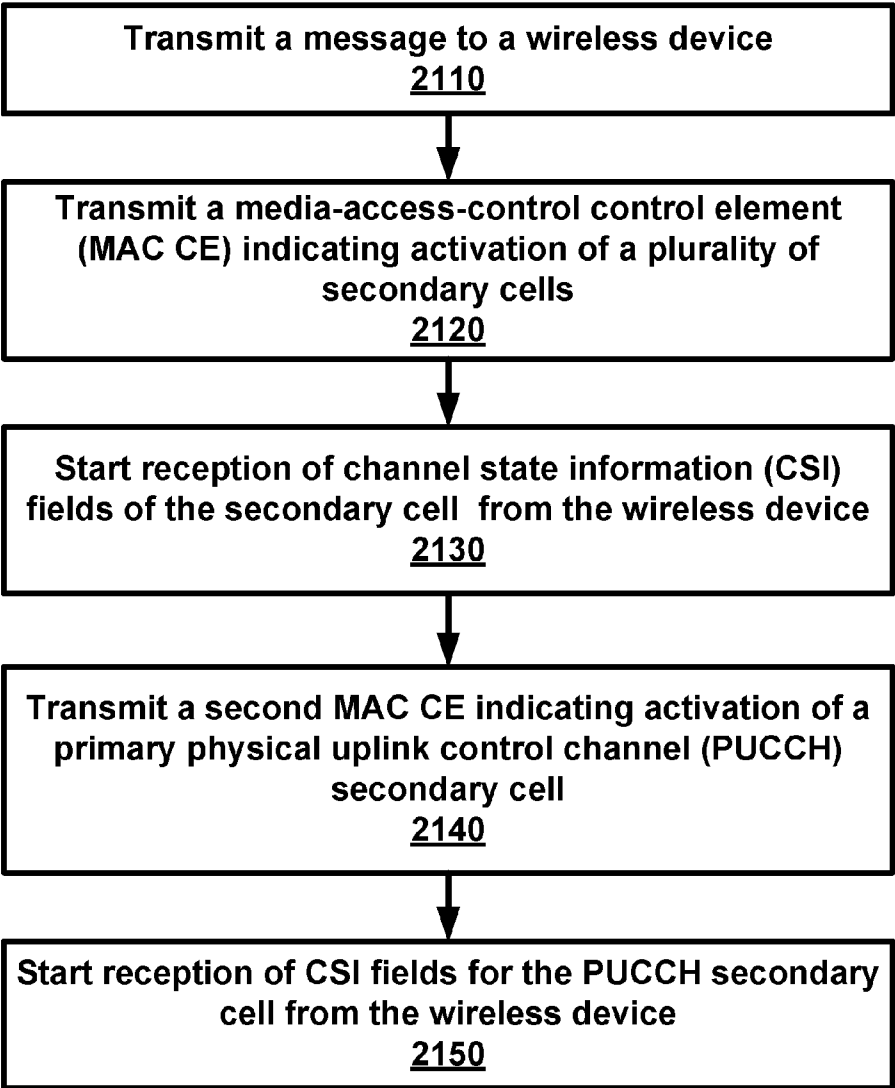 Transmit a message to a wireless device
2110
Transmit a media-access-control control element
(MAC CE) indicating activation of a plurality of
secondary cells
2120
Start reception of channel state information (CSI)
fields of the secondary cell from the wireless device
2130
Transmit a second MAC CE indicating activation of a
primary physical uplink control channel (PUCCH)
secondary cell
2140
Start reception of CSI fields for the PUCCH secondary
cell from the wireless device
2150